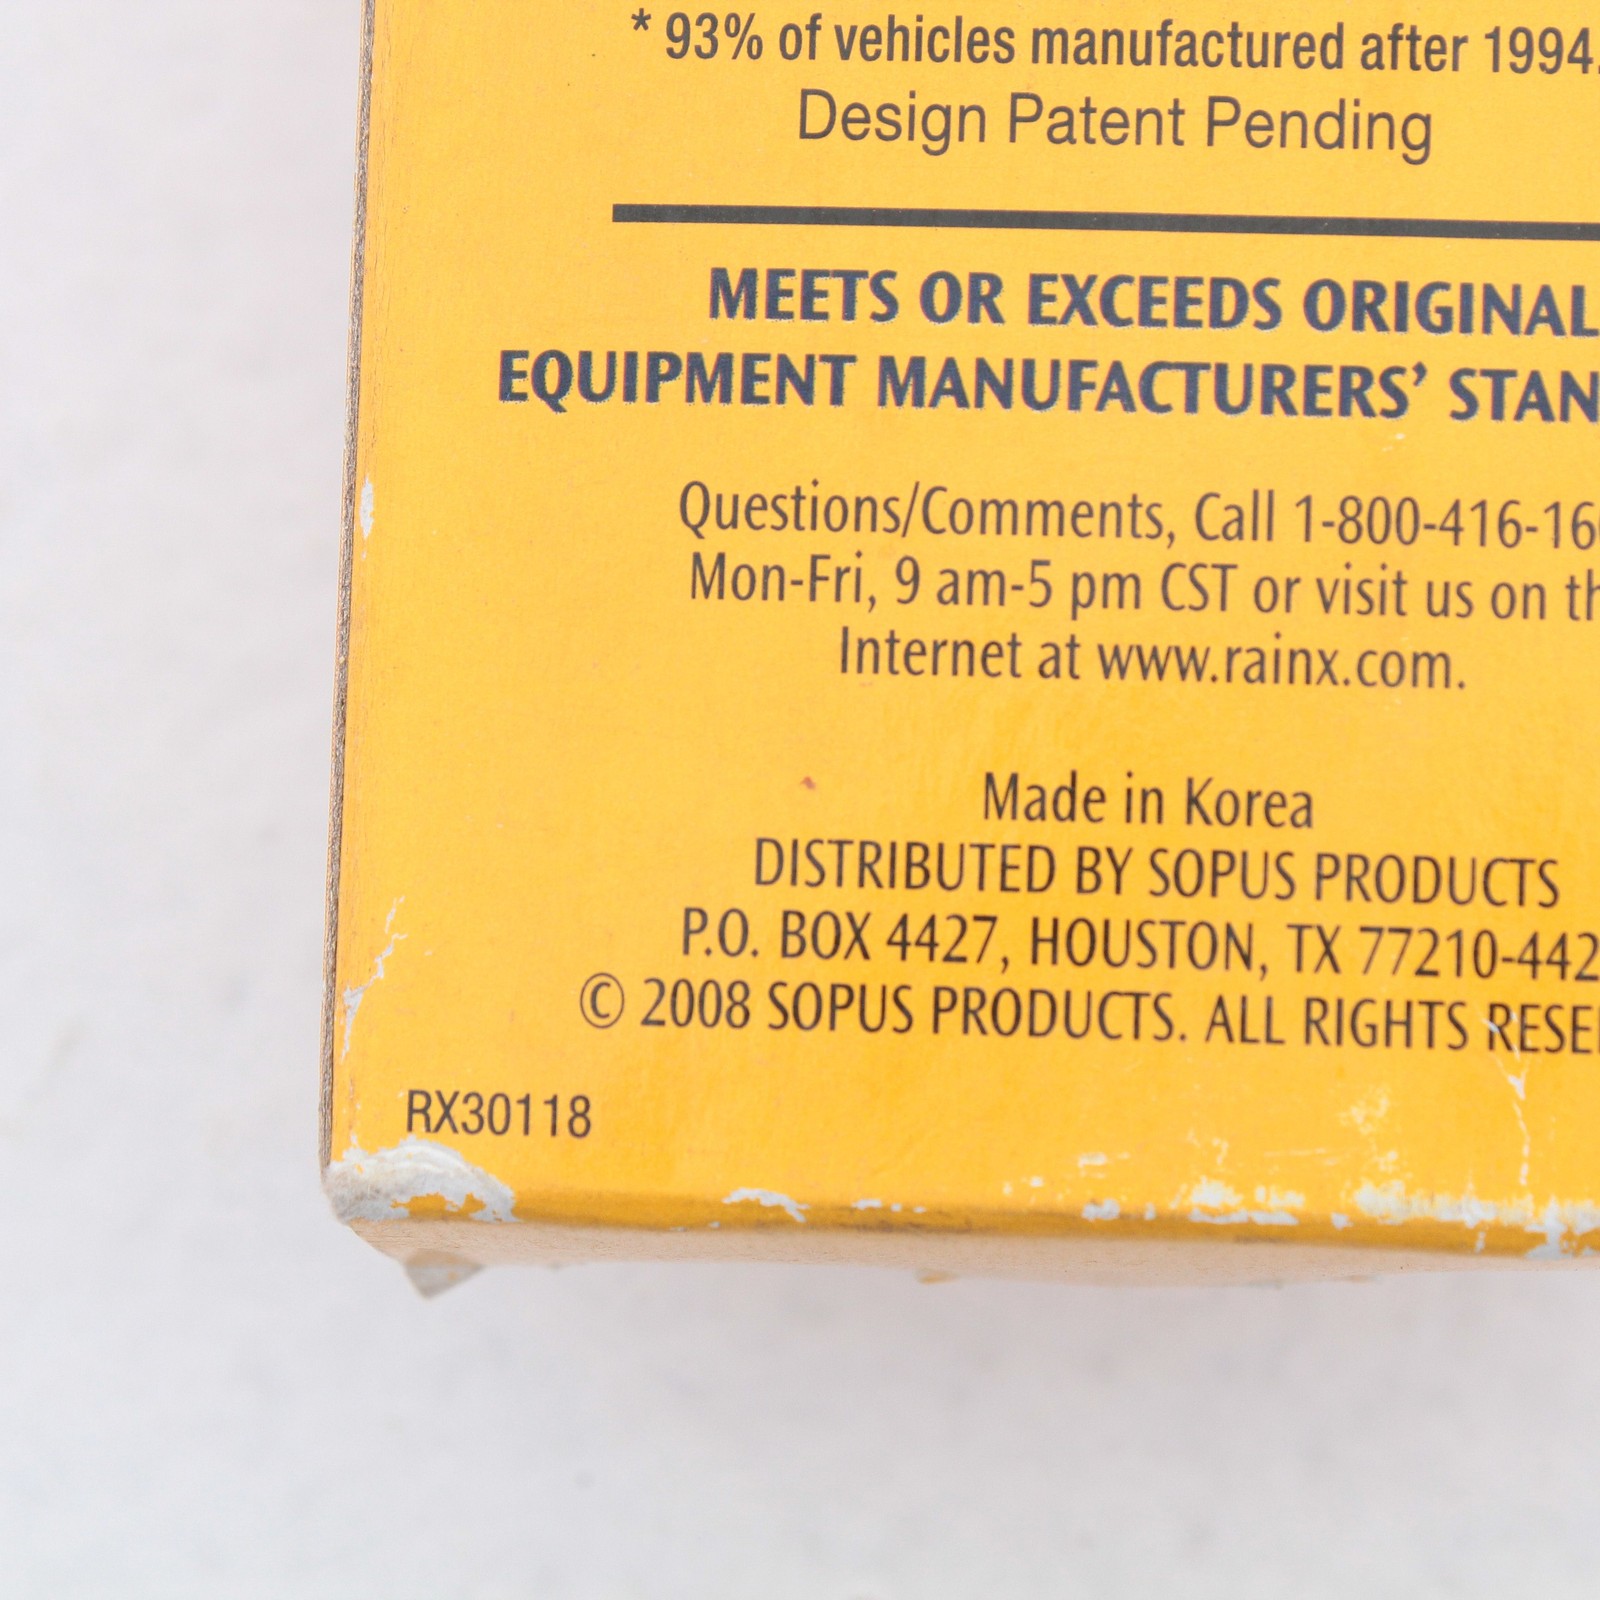 * 93% of vehicles manufactured after 1994.
Design Patent Pending
MEETS OR EXCEEDS ORIGINAL
EQUIPMENT MANUFACTURERS’ STAN
Questions/Comments, Call 1-800-416-16
Mon-Fri, 9 am-5 pm CST or visit us on th
Internet at www.rainx.com.
Made in Korea
DISTRIBUTED BY SOPUS PRODUCTS
P.O. BOX 4427, HOUSTON, TX 77210-442
© 2008 SOPUS PRODUCTS. ALL RIGHTS RESE
RX30118